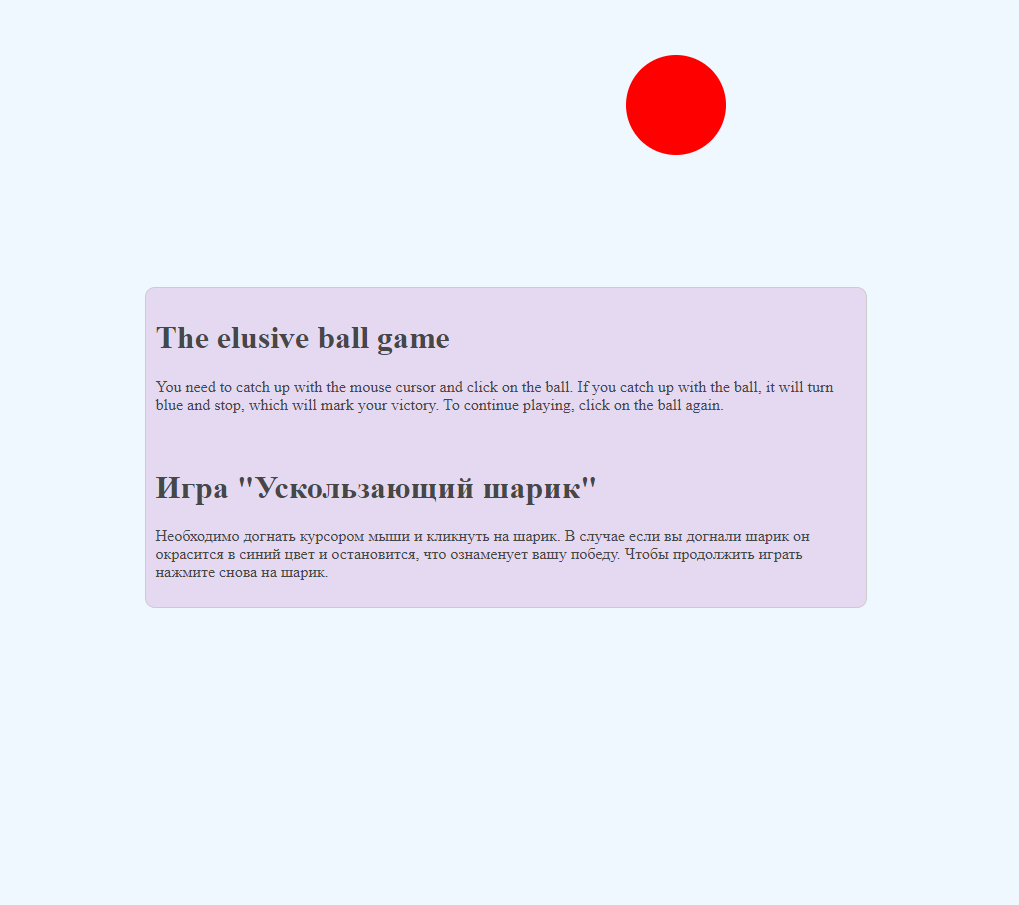 The elusive ball game
You need to catch up with the mouse cursor and click on the ball. If you catch up with the ball, it will turn
blue and stop, which will mark your victory. To continue playing, click on the ball again.
Игра "Ускользающий шарик"
Необходимо догнать курсором мыши и кликнуть на шарик. В случае если вы догнали шарик он
окрасится в синий цвет и остановится, что ознаменует вашу победу. Чтобы продолжить играть
нажмите снова на шарик.